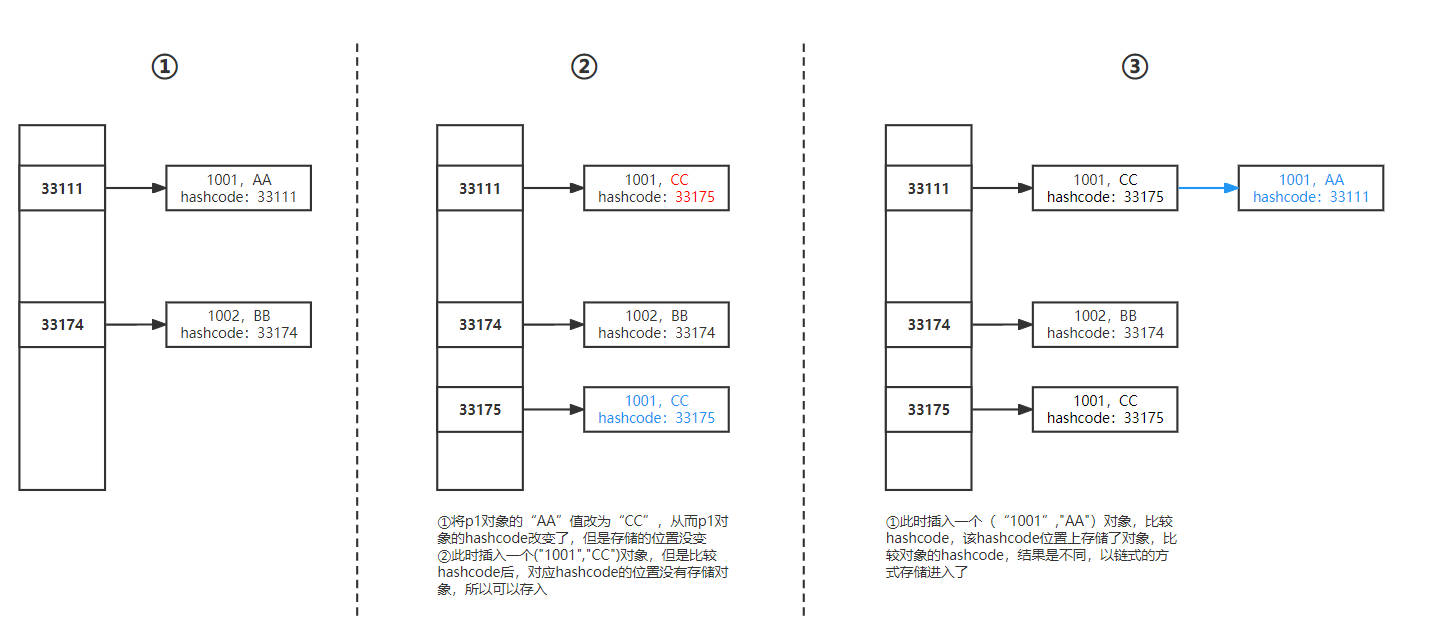 ①
33111
1001，AA
hashcode：33111
33174
1002，BB
hashcode：33174
②
33111
1001，CC
hashcode：33175
33174
1002，BB
hashcode：33174
33175
1001，CC
hashcode：33175
①将p1对象的“AA”值改为“CC”，从而p1对
象的hashcode改变了，但是存储的位置没变
②此时插入一个("1001","CC")对象，但是比较
hashcode后，对应hashcode的位置没有存储对
象，所以可以存入
③
33111
1001，CC
hashcode：33175
1001，AA
hashcode：33111
33174
1002，BB
hashcode：33174
33175
1001，CC
hashcode：33175
①此时插入一个（“1001”,"AA"）对象，比较
hashcode，该hashcode位置上存储了对象，比
较对象的hashcode，结果是不同，以链式的方
式存储进入了